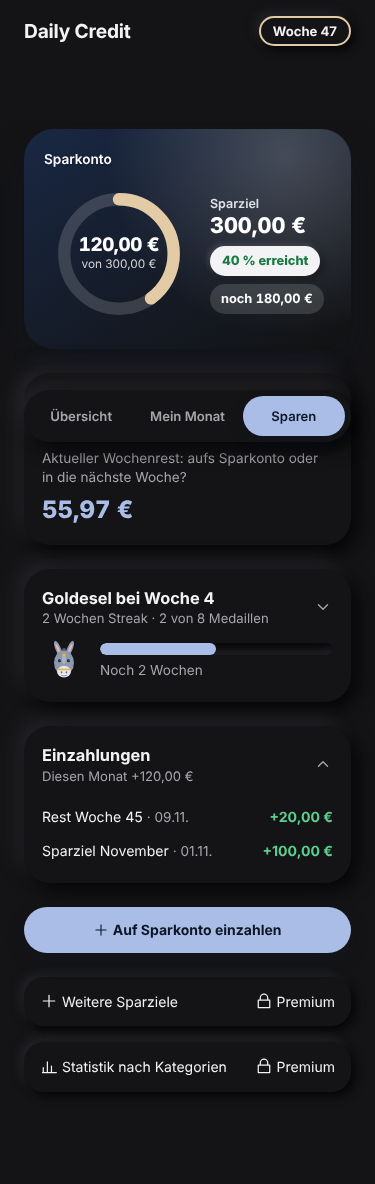 Daily Credit
Woche 47
Sparkonto
120,00 €
von 300,00 €
Sparziel
300,00 €
40 % erreicht
noch 180,00 €
Übersicht
Mein Monat
Sparen
Aktueller Wochenrest: aufs Sparkonto oder
in die nächste Woche?
55,97 €
Goldesel bei Woche 4
2 Wochen Streak · 2 von 8 Medaillen
Noch 2 Wochen
Einzahlungen
Diesen Monat +120,00 €
Rest Woche 45 · 09.11. +20,00 €
Sparziel November · 01.11. +100,00 €
Auf Sparkonto einzahlen
Weitere Sparziele Premium
Statistik nach Kategorien Premium